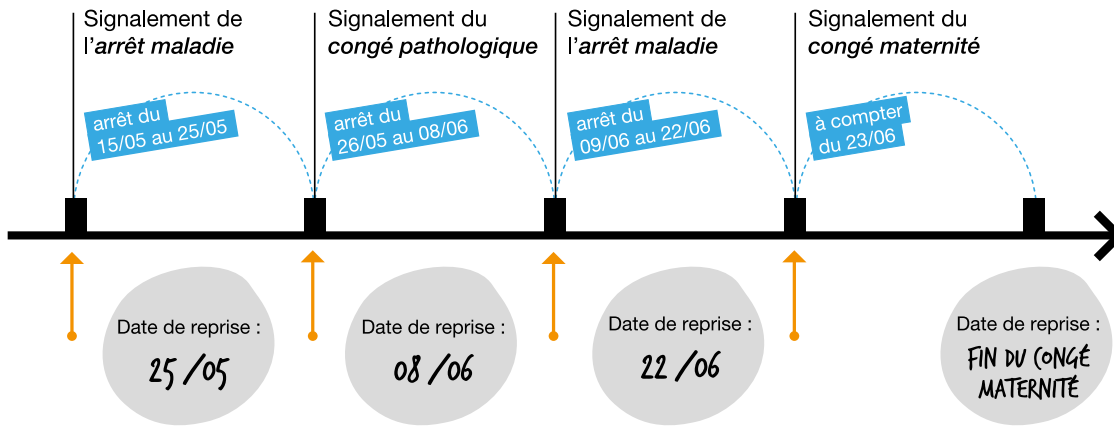 Signalement de
l'arrêt maladie
Signalement du
congé pathologique
Signalement de
l'arrêt maladie
Signalement du
congé maternité
arrêt du
15/05 au 25/05
arrêt du
26/05 au 08/06
arrêt du
09/06 au 22/06
à compter
du 23/06
Date de reprise :
25/05
Date de reprise :
08/06
Date de reprise :
22/06
Date de reprise :
FIN DU CONGÉ
MATERNITÉ